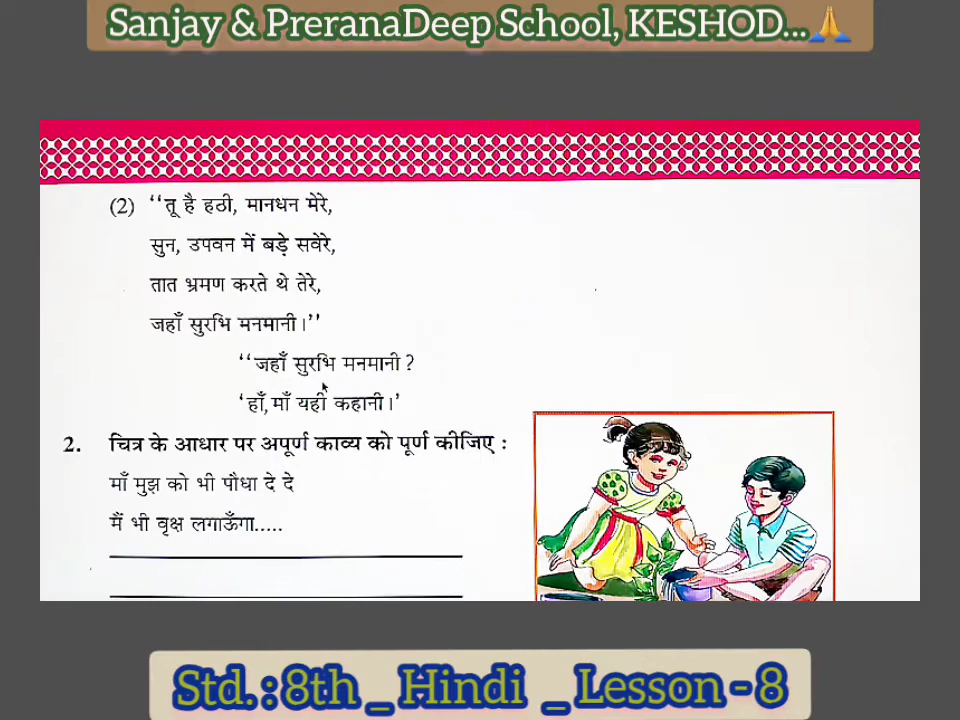 Sanjay & PreranaDeep School, KESHOD...🙏
(2) ‘‘तू है हठी, मानधन मेरे,
सुन, उपवन में बड़े सवेरे,
तात भ्रमण करते थे तेरे,
जहाँ सुरभि मनमानी।’’
‘‘जहाँ सुरभि मनमानी ?
‘हाँ, माँ यही कहानी।’
2. चित्र के आधार पर अपूर्ण काव्य को पूर्ण कीजिए :
माँ मुझ को भी पौधा दे दे
मैं भी वृक्ष लगाऊँगा.....
Std. : 8th _ Hindi _ Lesson - 8